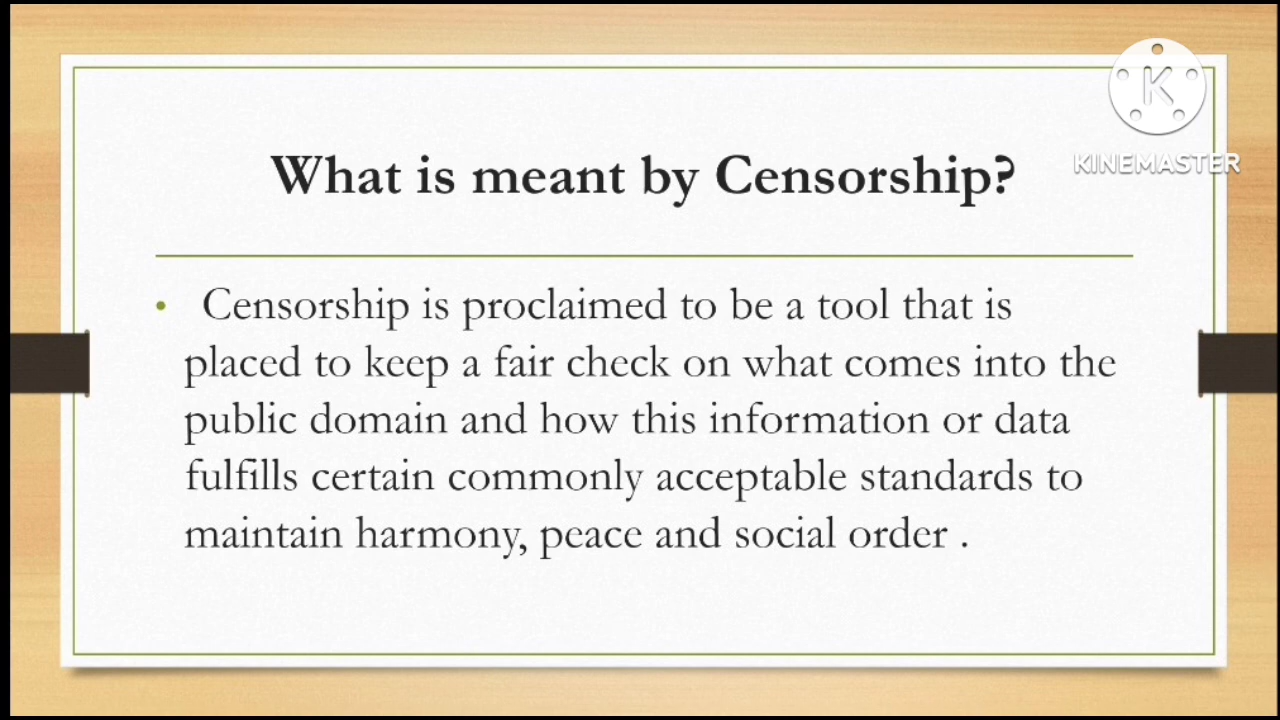 K
KINEMASTER
What is meant by Censorship?
• Censorship is proclaimed to be a tool that is
placed to keep a fair check on what comes into the
public domain and how this information or data
fulfills certain commonly acceptable standards to
maintain harmony, peace and social order .